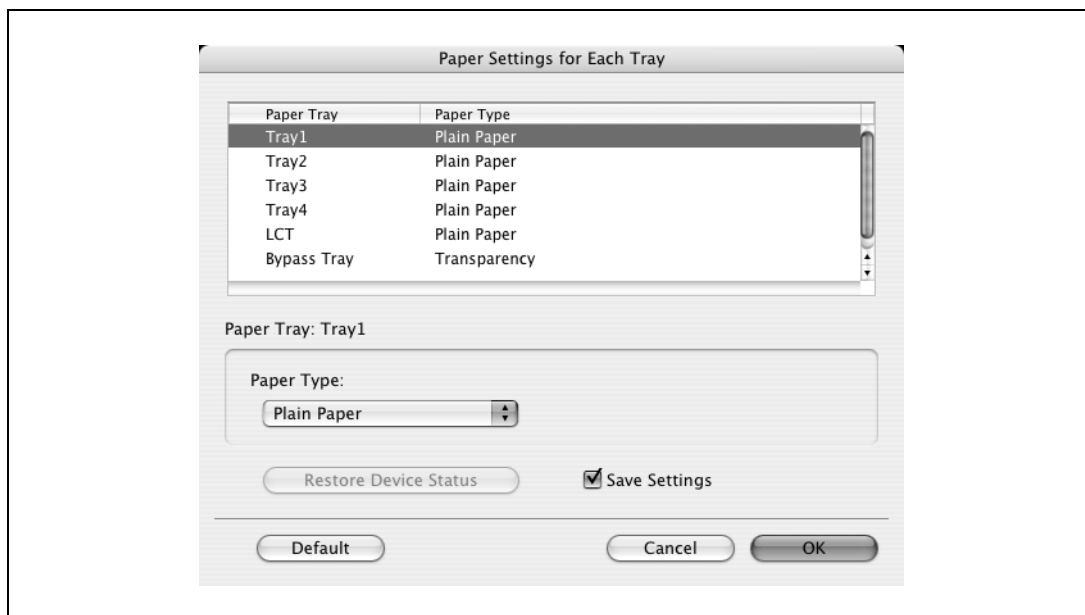 Paper Settings for Each Tray
Paper Tray Paper Type
Tray1 Plain Paper
Tray2 Plain Paper
Tray3 Plain Paper
Tray4 Plain Paper
LCT Plain Paper
Bypass Tray Transparency
Paper Tray: Tray1
Paper Type:
Plain Paper
Restore Device Status Save Settings
Default Cancel OK